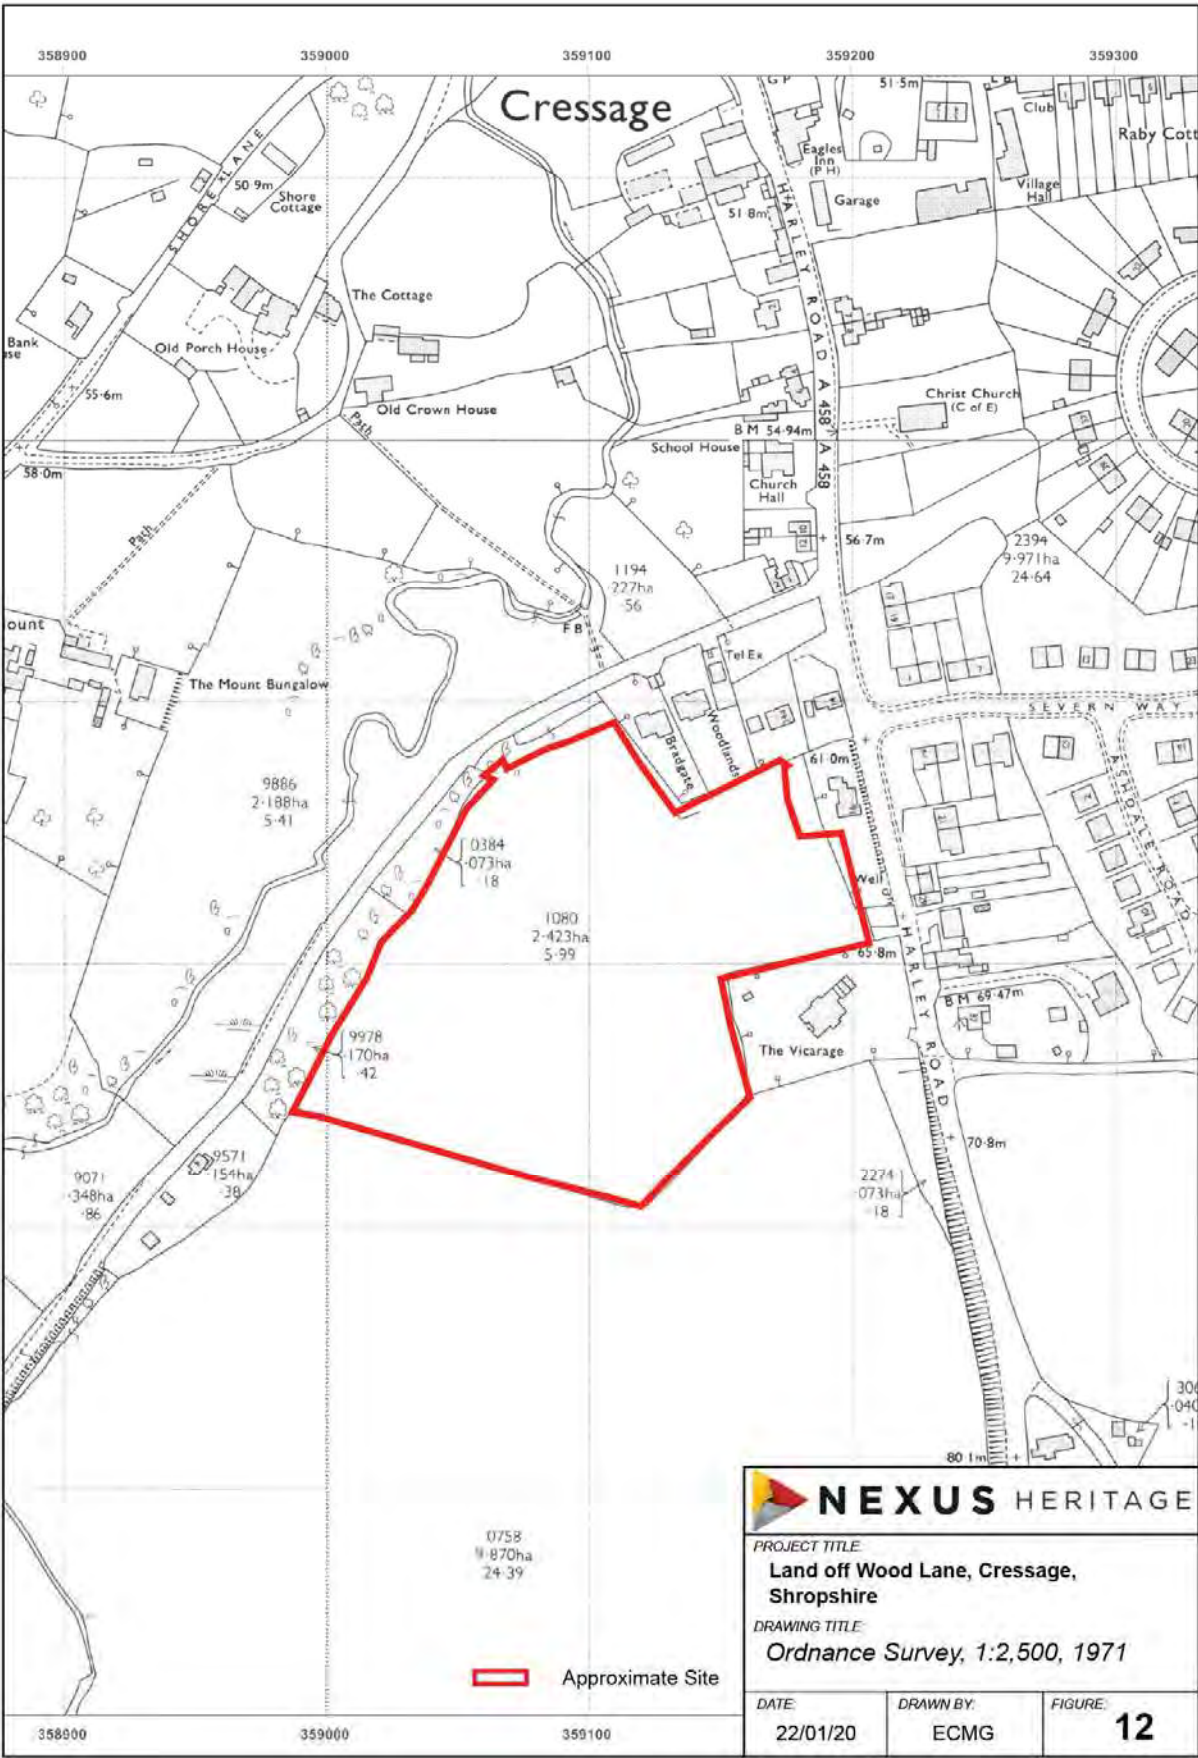 358900
359000
359100
359200
359300
Cressage
G P
51·5m
L B
Club
Raby Cott
Eagles
Inn
(P H)
Village
Hall
Garage
SHORE LANE
50·9m
Shore
Cottage
51·8m
HARLEY ROAD A 458
A 458
The Cottage
Bank
use
Old Porch House
55·6m
Old Crown House
Christ Church
(C of E)
Path
B M 54·94m
School House
58·0m
Church
Hall
Path
56·7m
1194
·227ha
·56
2394
9·971ha
24·64
F B
ount
Tel Ex
The Mount Bungalow
SEVERN WAY
Bradgate
Woodlands
61·0m
9886
2·188ha
5·41
ASHDALE ROAD
0384
·073ha
·18
Well
1080
2·423ha
5·99
65·8m
HARLEY ROAD
B M 69·47m
9978
·170ha
·42
The Vicarage
70·8m
9571
·154ha
·38
9071
·348ha
·86
2274
·073ha
·18
306
·040
·1
80·1m
0758
9·870ha
24·39
NEXUS HERITAGE
PROJECT TITLE:
Land off Wood Lane, Cressage,
Shropshire
DRAWING TITLE:
Ordnance Survey, 1:2,500, 1971
Approximate Site
DATE:
22/01/20
DRAWN BY:
ECMG
FIGURE:
12
358900
359000
359100